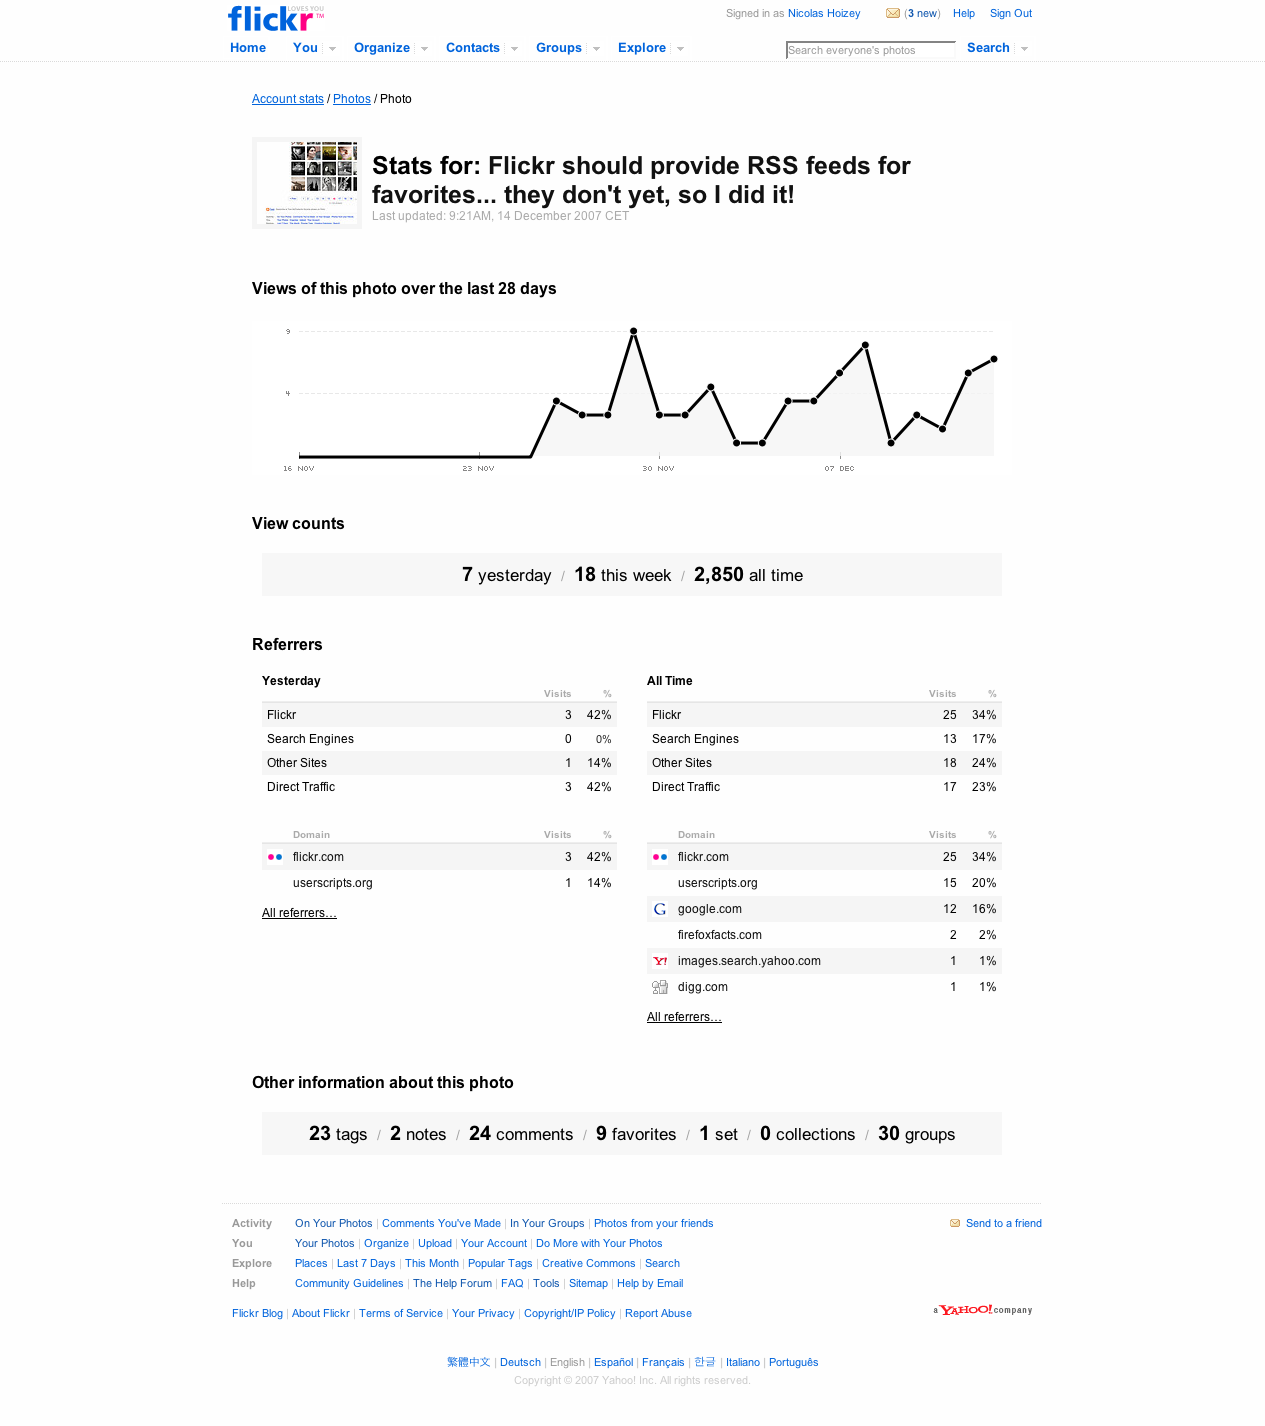 flickr LOVES YOU ™
Signed in as Nicolas Hoizey (3 new) Help Sign Out
Home You Organize Contacts Groups Explore Search everyone's photos Search
Account stats / Photos / Photo
Stats for: Flickr should provide RSS feeds for
favorites... they don't yet, so I did it!
Last updated: 9:21AM, 14 December 2007 CET
Views of this photo over the last 28 days
9
4
16 NOV 23 NOV 30 NOV 07 DEC
View counts
7 yesterday / 18 this week / 2,850 all time
Referrers
Yesterday
Visits %
Flickr 3 42%
Search Engines 0 0%
Other Sites 1 14%
Direct Traffic 3 42%
Domain Visits %
flickr.com 3 42%
userscripts.org 1 14%
All referrers…
All Time
Visits %
Flickr 25 34%
Search Engines 13 17%
Other Sites 18 24%
Direct Traffic 17 23%
Domain Visits %
flickr.com 25 34%
userscripts.org 15 20%
G google.com 12 16%
firefoxfacts.com 2 2%
Y! images.search.yahoo.com 1 1%
digg.com 1 1%
All referrers…
Other information about this photo
23 tags / 2 notes / 24 comments / 9 favorites / 1 set / 0 collections / 30 groups
Activity On Your Photos | Comments You've Made | In Your Groups | Photos from your friends Send to a friend
You Your Photos | Organize | Upload | Your Account | Do More with Your Photos
Explore Places | Last 7 Days | This Month | Popular Tags | Creative Commons | Search
Help Community Guidelines | The Help Forum | FAQ | Tools | Sitemap | Help by Email
Flickr Blog | About Flickr | Terms of Service | Your Privacy | Copyright/IP Policy | Report Abuse a YAHOO! company
繁體中文 | Deutsch | English | Español | Français | 한글 | Italiano | Português
Copyright © 2007 Yahoo! Inc. All rights reserved.